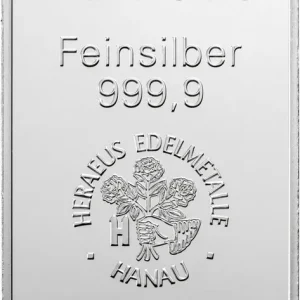 Feinsilber
999,9
HERAEUS EDELMETALLE
H
· HANAU ·